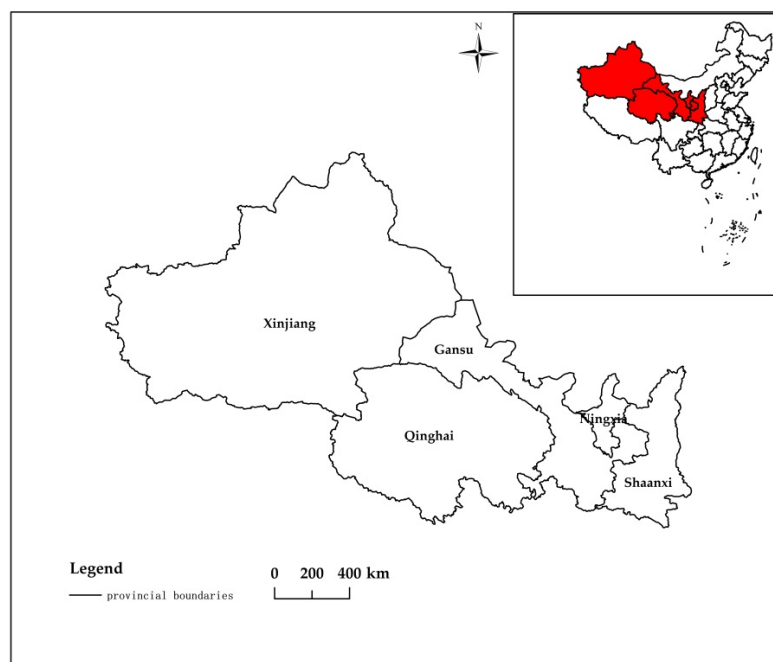 N
Xinjiang
Gansu
Ningxia
Qinghai
Shaanxi
Legend
provincial boundaries
0 200 400 km